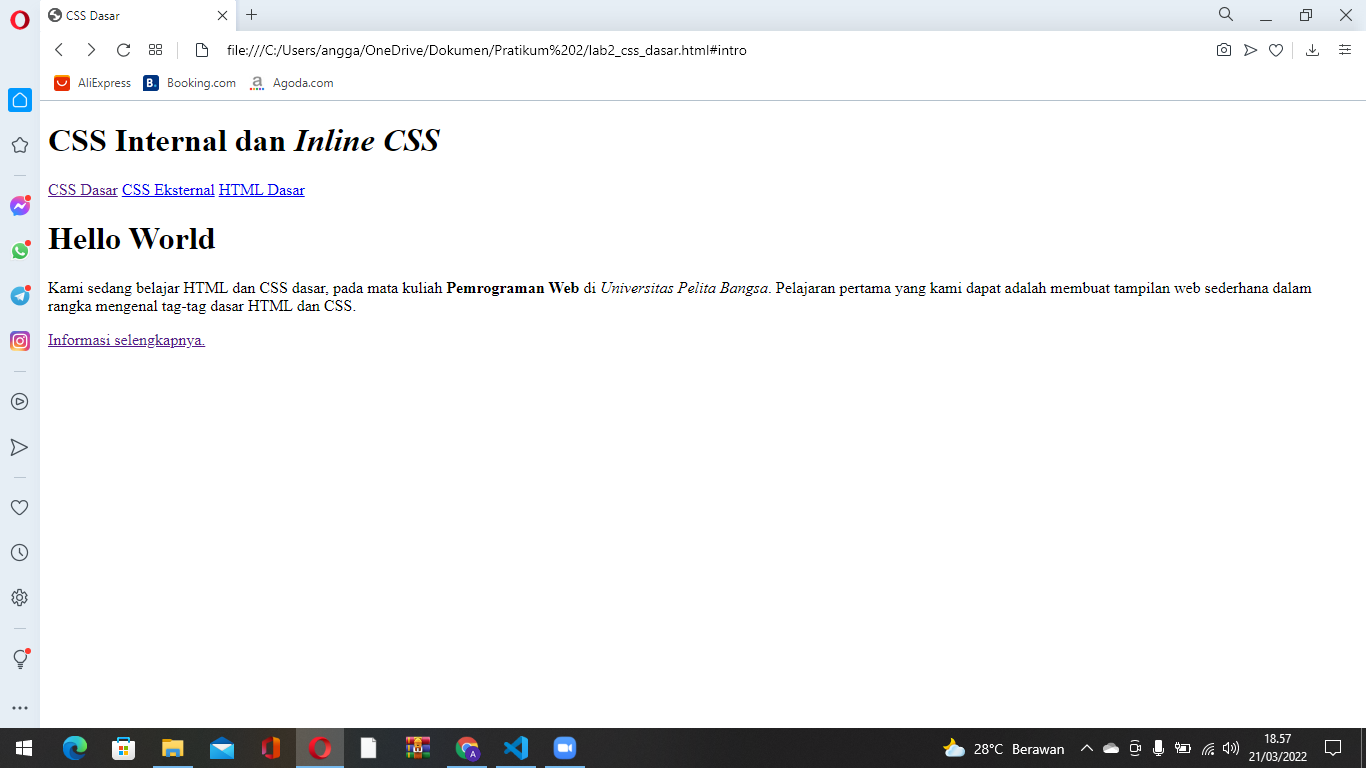 CSS Dasar
file:///C:/Users/angga/OneDrive/Dokumen/Pratikum%202/lab2_css_dasar.html#intro
AliExpress B. Booking.com a Agoda.com
CSS Internal dan Inline CSS
CSS Dasar CSS Eksternal HTML Dasar
Hello World
Kami sedang belajar HTML dan CSS dasar, pada mata kuliah Pemrograman Web di Universitas Pelita Bangsa. Pelajaran pertama yang kami dapat adalah membuat tampilan web sederhana dalam
rangka mengenal tag-tag dasar HTML dan CSS.
Informasi selengkapnya.
A
28°C Berawan
18.57
21/03/2022